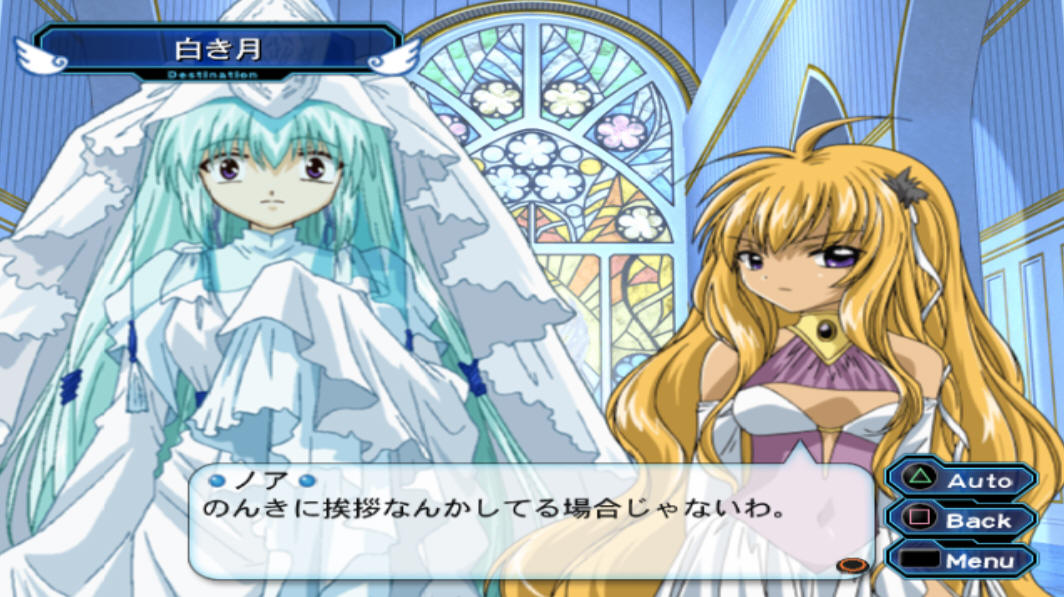 白き月
Destination
ノア
のんきに挨拶なんかしてる場合じゃないわ。
Auto
Back
Menu